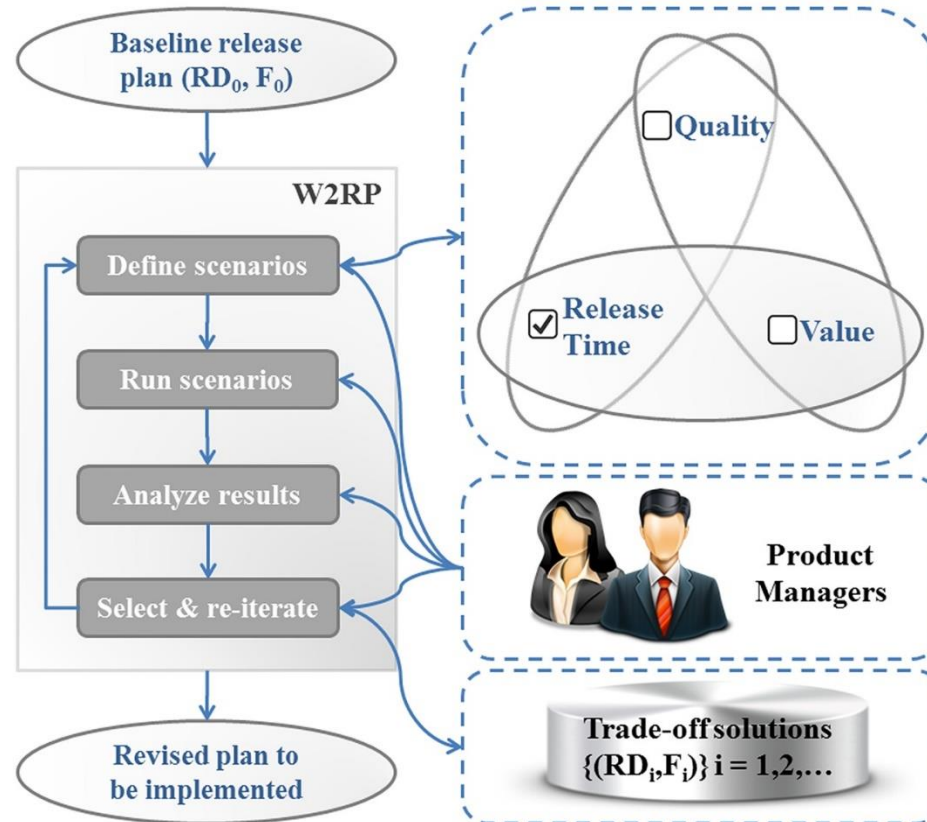 Baseline release
plan (RD₀, F₀)
W2RP
Define scenarios
Run scenarios
Analyze results
Select & re-iterate
Revised plan to
be implemented
Quality
Release
Time
Value
Product
Managers
Trade-off solutions
{(RDᵢ,Fᵢ)} i = 1,2,…